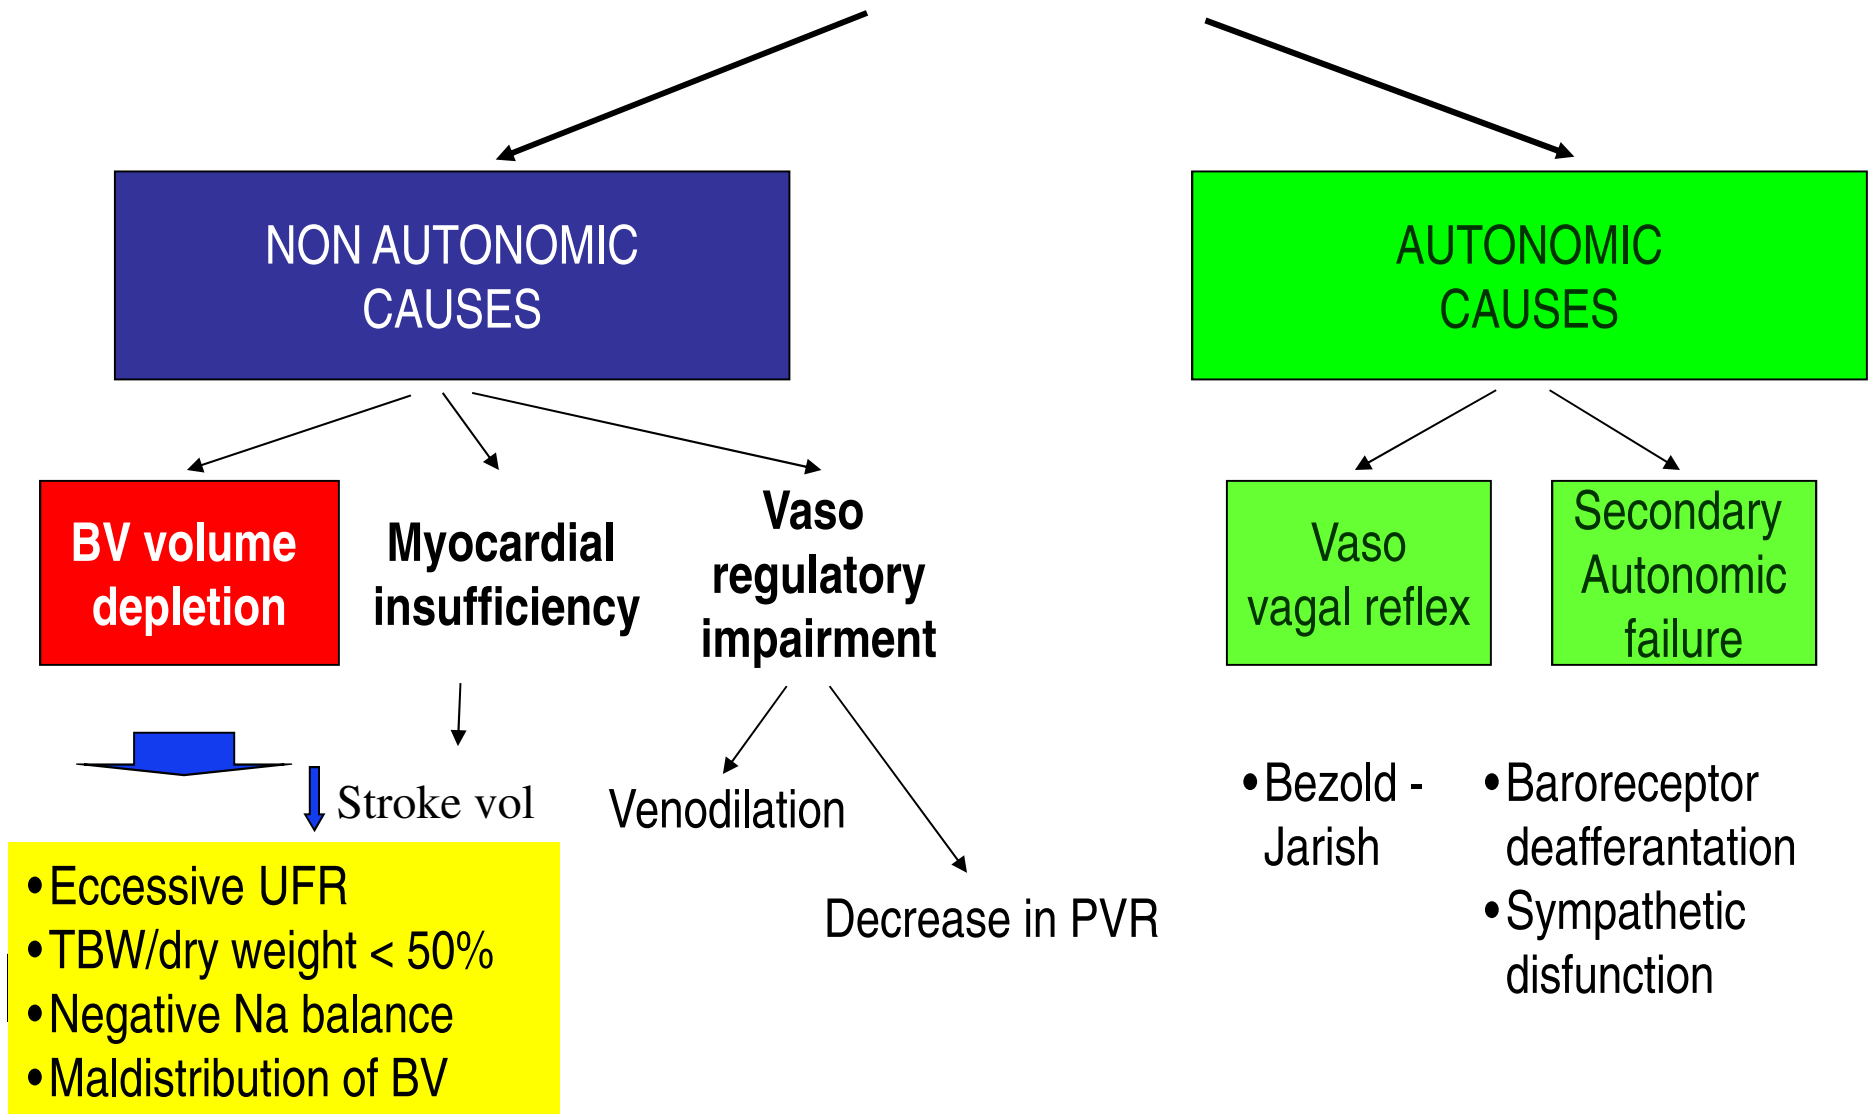 NON AUTONOMIC
CAUSES
AUTONOMIC
CAUSES
BV volume
depletion
Myocardial
insufficiency
Vaso
regulatory
impairment
Vaso
vagal reflex
Secondary
Autonomic
failure
Stroke vol
Venodilation
Decrease in PVR
•Bezold -
Jarish
•Baroreceptor
deafferantation
•Sympathetic
disfunction
•Eccessive UFR
•TBW/dry weight < 50%
•Negative Na balance
•Maldistribution of BV